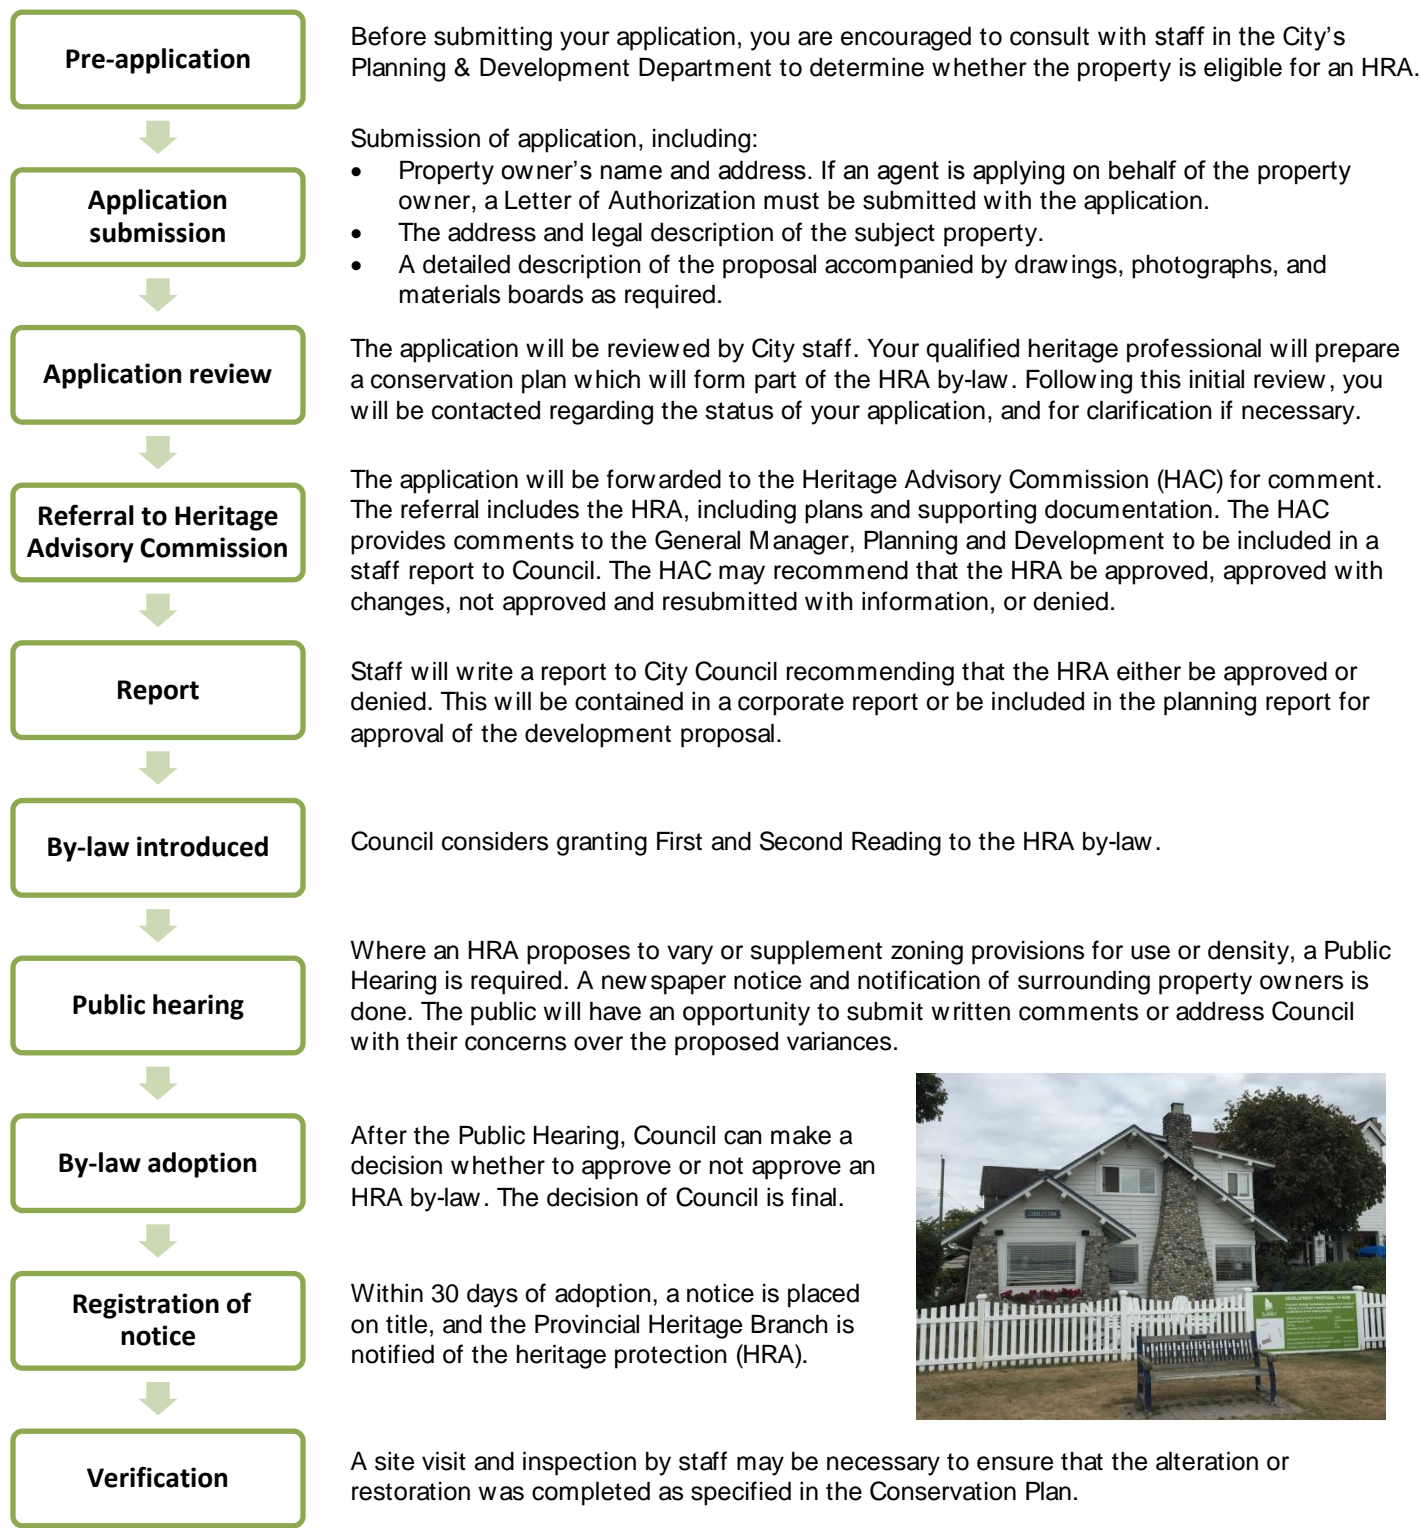 Pre-application
Before submitting your application, you are encouraged to consult with staff in the City's
Planning & Development Department to determine whether the property is eligible for an HRA.
Application
submission
Submission of application, including:
• Property owner's name and address. If an agent is applying on behalf of the property
owner, a Letter of Authorization must be submitted with the application.
• The address and legal description of the subject property.
• A detailed description of the proposal accompanied by drawings, photographs, and
materials boards as required.
Application review
The application will be reviewed by City staff. Your qualified heritage professional will prepare
a conservation plan which will form part of the HRA by-law. Following this initial review, you
will be contacted regarding the status of your application, and for clarification if necessary.
Referral to Heritage
Advisory Commission
The application will be forwarded to the Heritage Advisory Commission (HAC) for comment.
The referral includes the HRA, including plans and supporting documentation. The HAC
provides comments to the General Manager, Planning and Development to be included in a
staff report to Council. The HAC may recommend that the HRA be approved, approved with
changes, not approved and resubmitted with information, or denied.
Report
Staff will write a report to City Council recommending that the HRA either be approved or
denied. This will be contained in a corporate report or be included in the planning report for
approval of the development proposal.
By-law introduced
Council considers granting First and Second Reading to the HRA by-law.
Public hearing
Where an HRA proposes to vary or supplement zoning provisions for use or density, a Public
Hearing is required. A newspaper notice and notification of surrounding property owners is
done. The public will have an opportunity to submit written comments or address Council
with their concerns over the proposed variances.
By-law adoption
After the Public Hearing, Council can make a
decision whether to approve or not approve an
HRA by-law. The decision of Council is final.
Registration of
notice
Within 30 days of adoption, a notice is placed
on title, and the Provincial Heritage Branch is
notified of the heritage protection (HRA).
DEVELOPMENT PROPOSAL
Verification
A site visit and inspection by staff may be necessary to ensure that the alteration or
restoration was completed as specified in the Conservation Plan.